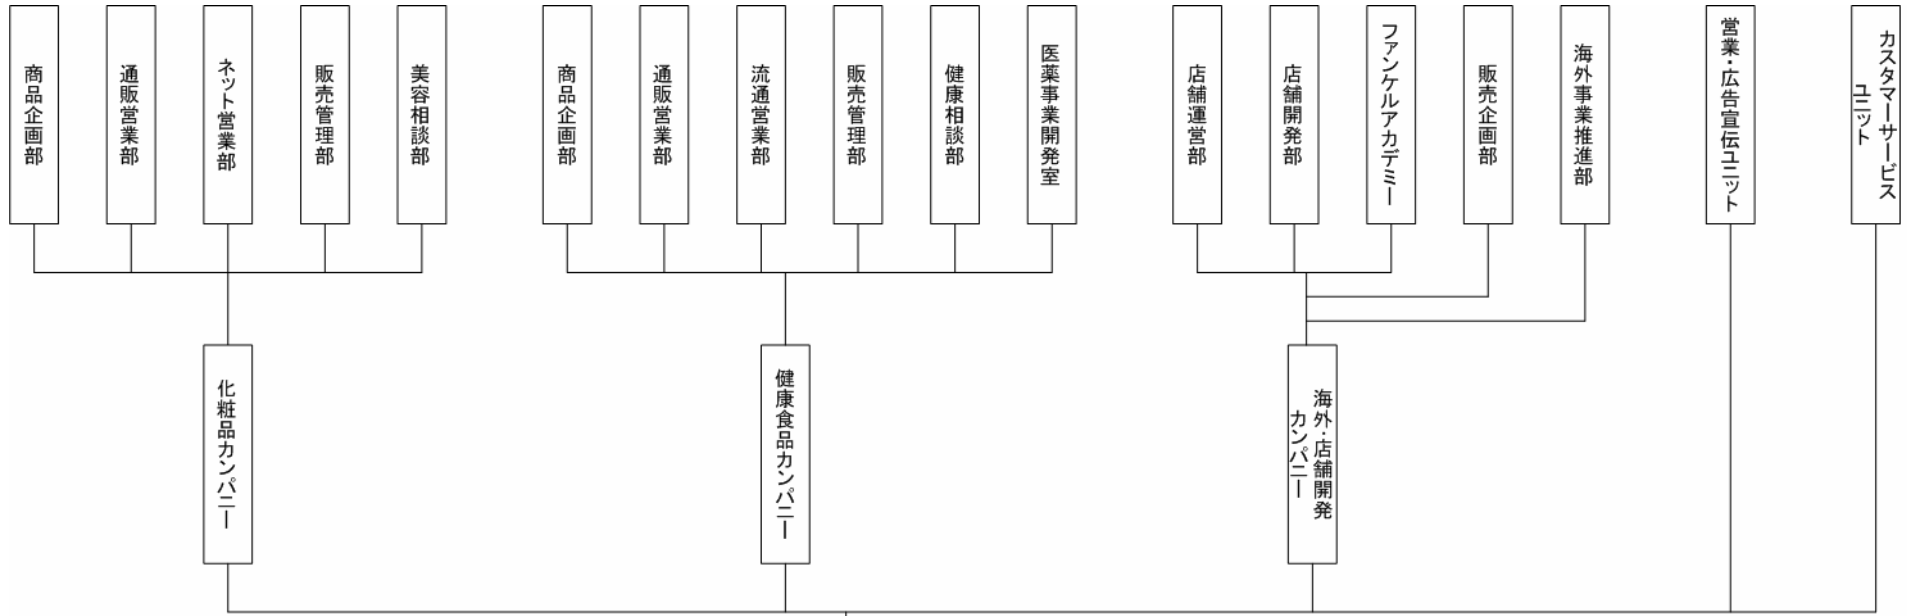 商品企画部
通販営業部
ネット営業部
販売管理部
美容相談部
商品企画部
通販営業部
流通営業部
販売管理部
健康相談部
医薬事業開発室
店舗運営部
店舗開発部
ファンケルアカデミー
販売企画部
海外事業推進部
営業・広告宣伝ユニット
カスタマーサービス
ユニット
化粧品カンパニー
健康食品カンパニー
海外・店舗開発
カンパニー